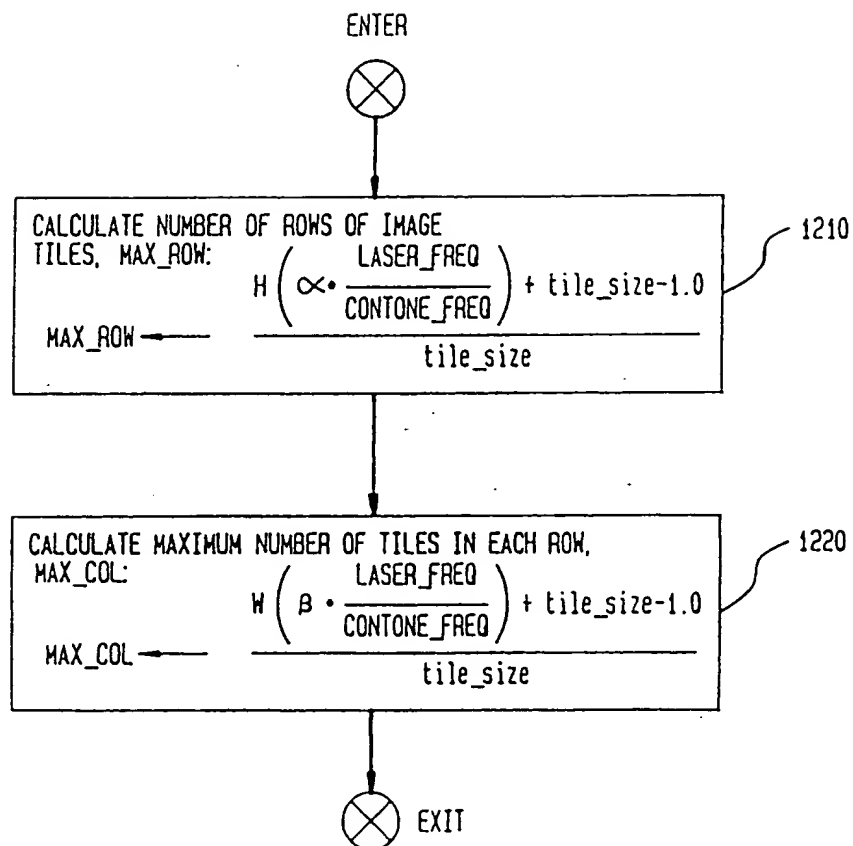 ENTER
CALCULATE NUMBER OF ROWS OF IMAGE
TILES, MAX_ROW:
LASER_FREQ
H ( ∝ • ―――― ) + tile_size-1.0
CONTONE_FREQ
MAX_ROW ←
tile_size
1210
CALCULATE MAXIMUM NUMBER OF TILES IN EACH ROW,
MAX_COL:
LASER_FREQ
W ( β • ―――― ) + tile_size-1.0
CONTONE_FREQ
MAX_COL ←
tile_size
1220
EXIT